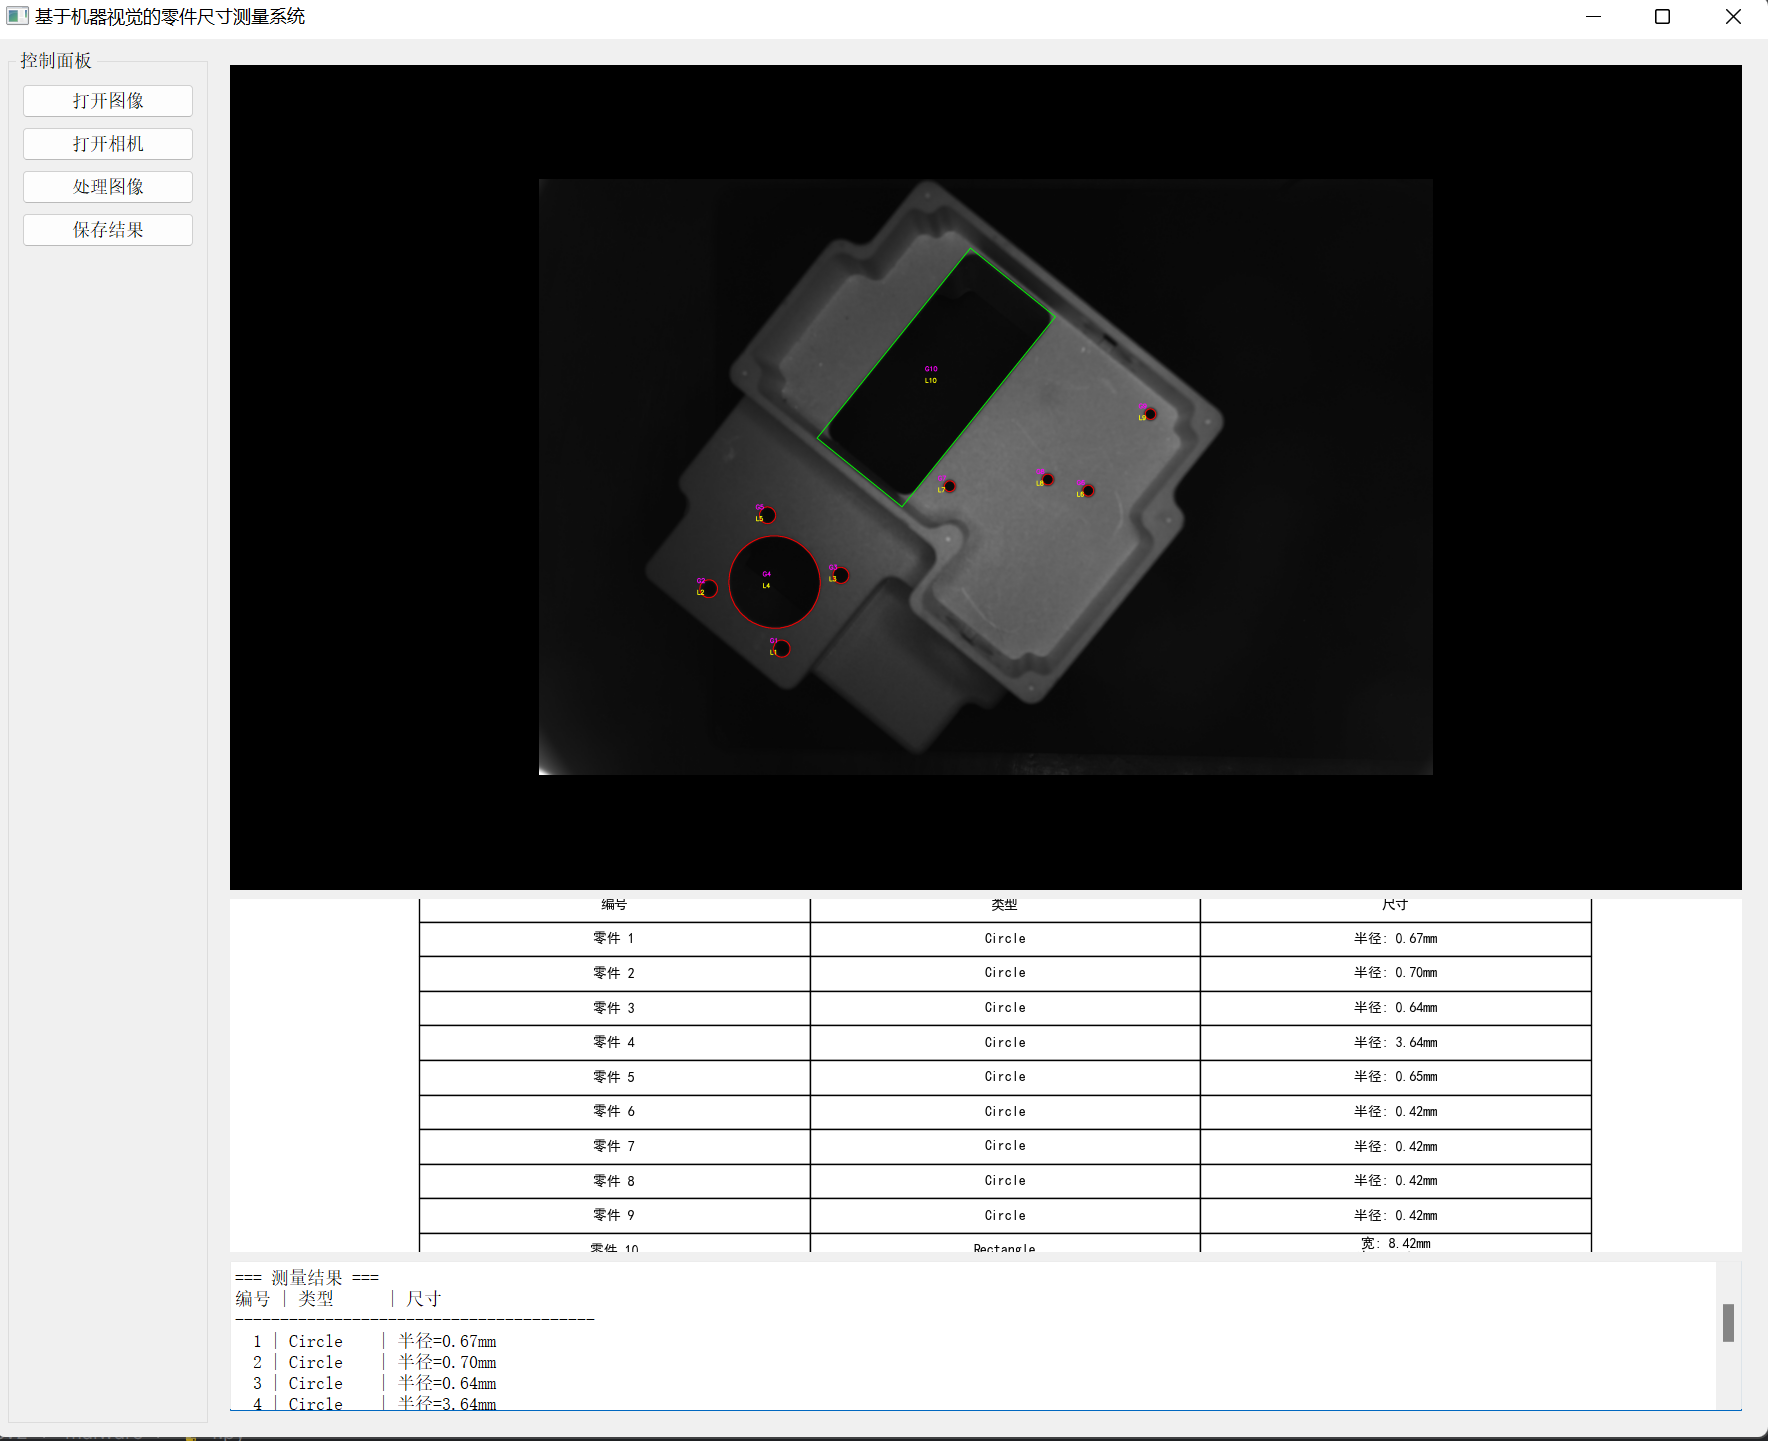 基于机器视觉的零件尺寸测量系统
控制面板
打开图像
打开相机
处理图像
保存结果
G10
L10
L9
L8
L7
L6
G5
L5
G4
L4
G3
L3
G2
L2
G1
L1
编号 类型 尺寸
零件 1 Circle 半径: 0.67mm
零件 2 Circle 半径: 0.70mm
零件 3 Circle 半径: 0.64mm
零件 4 Circle 半径: 3.64mm
零件 5 Circle 半径: 0.65mm
零件 6 Circle 半径: 0.42mm
零件 7 Circle 半径: 0.42mm
零件 8 Circle 半径: 0.42mm
零件 9 Circle 半径: 0.42mm
零件 10 Rectangle 宽: 8.42mm
=== 测量结果 ===
编号 | 类型 | 尺寸
----------------------------------------
1 | Circle | 半径=0.67mm
2 | Circle | 半径=0.70mm
3 | Circle | 半径=0.64mm
4 | Circle | 半径=3.64mm